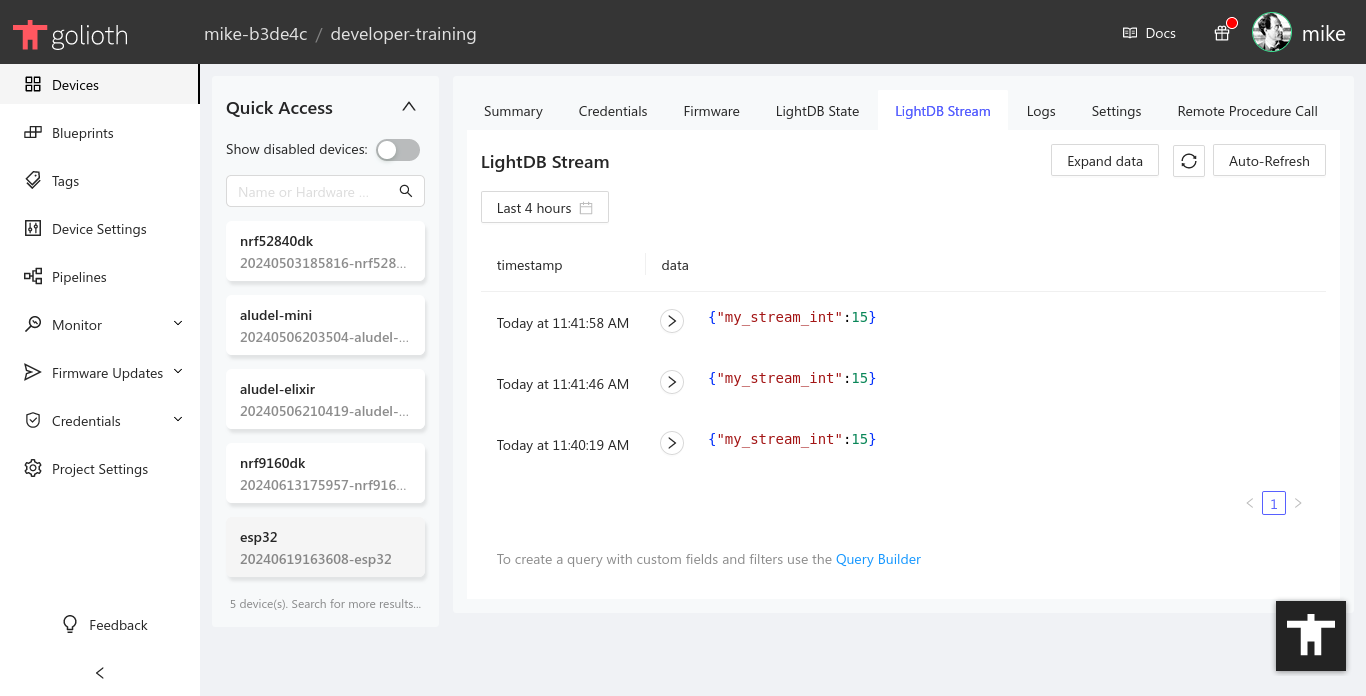 golioth
mike-b3de4c / developer-training
Docs
mike
Devices
Blueprints
Tags
Device Settings
Pipelines
Monitor
Firmware Updates
Credentials
Project Settings
Feedback
Quick Access
Show disabled devices:
Name or Hardware ...
nrf52840dk
20240503185816-nrf528...
aludel-mini
20240506203504-aludel-...
aludel-elixir
20240506210419-aludel-...
nrf9160dk
20240613175957-nrf916...
esp32
20240619163608-esp32
5 device(s). Search for more results...
Summary Credentials Firmware LightDB State LightDB Stream Logs Settings Remote Procedure Call
LightDB Stream
Expand data
Auto-Refresh
Last 4 hours
timestamp data
Today at 11:41:58 AM {"my_stream_int":15}
Today at 11:41:46 AM {"my_stream_int":15}
Today at 11:40:19 AM {"my_stream_int":15}
1
To create a query with custom fields and filters use the Query Builder